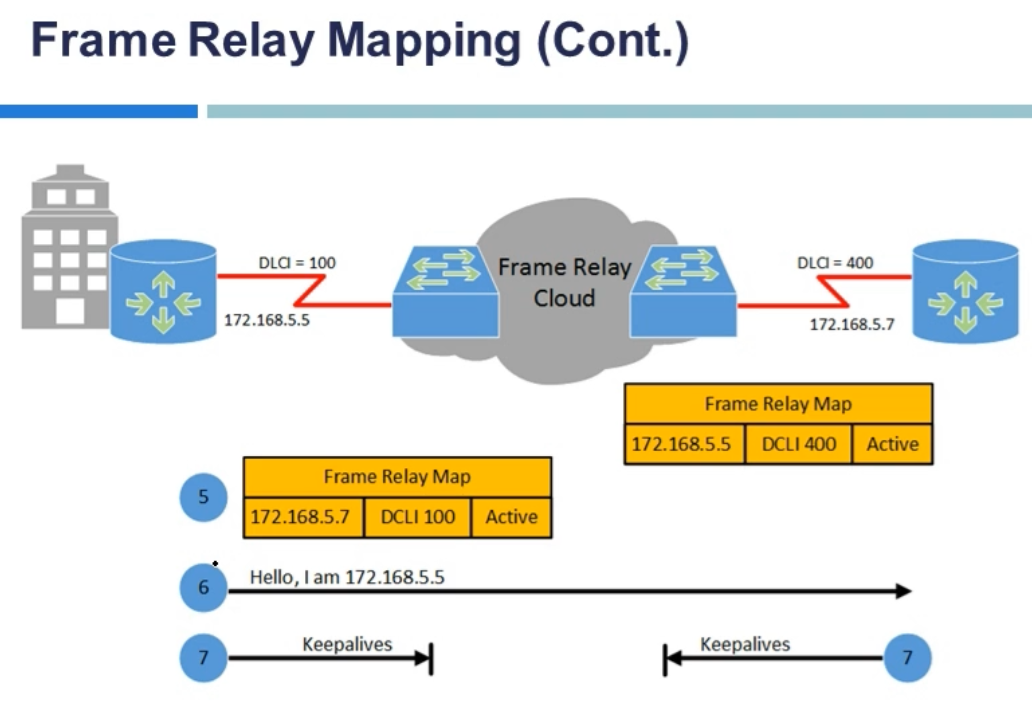 Frame Relay Mapping (Cont.)
DLCI = 100
172.168.5.5
Frame Relay
Cloud
DLCI = 400
172.168.5.7
Frame Relay Map
172.168.5.5 DCLI 400 Active
5
Frame Relay Map
172.168.5.7 DCLI 100 Active
6
Hello, I am 172.168.5.5
7
Keepalives
Keepalives
7